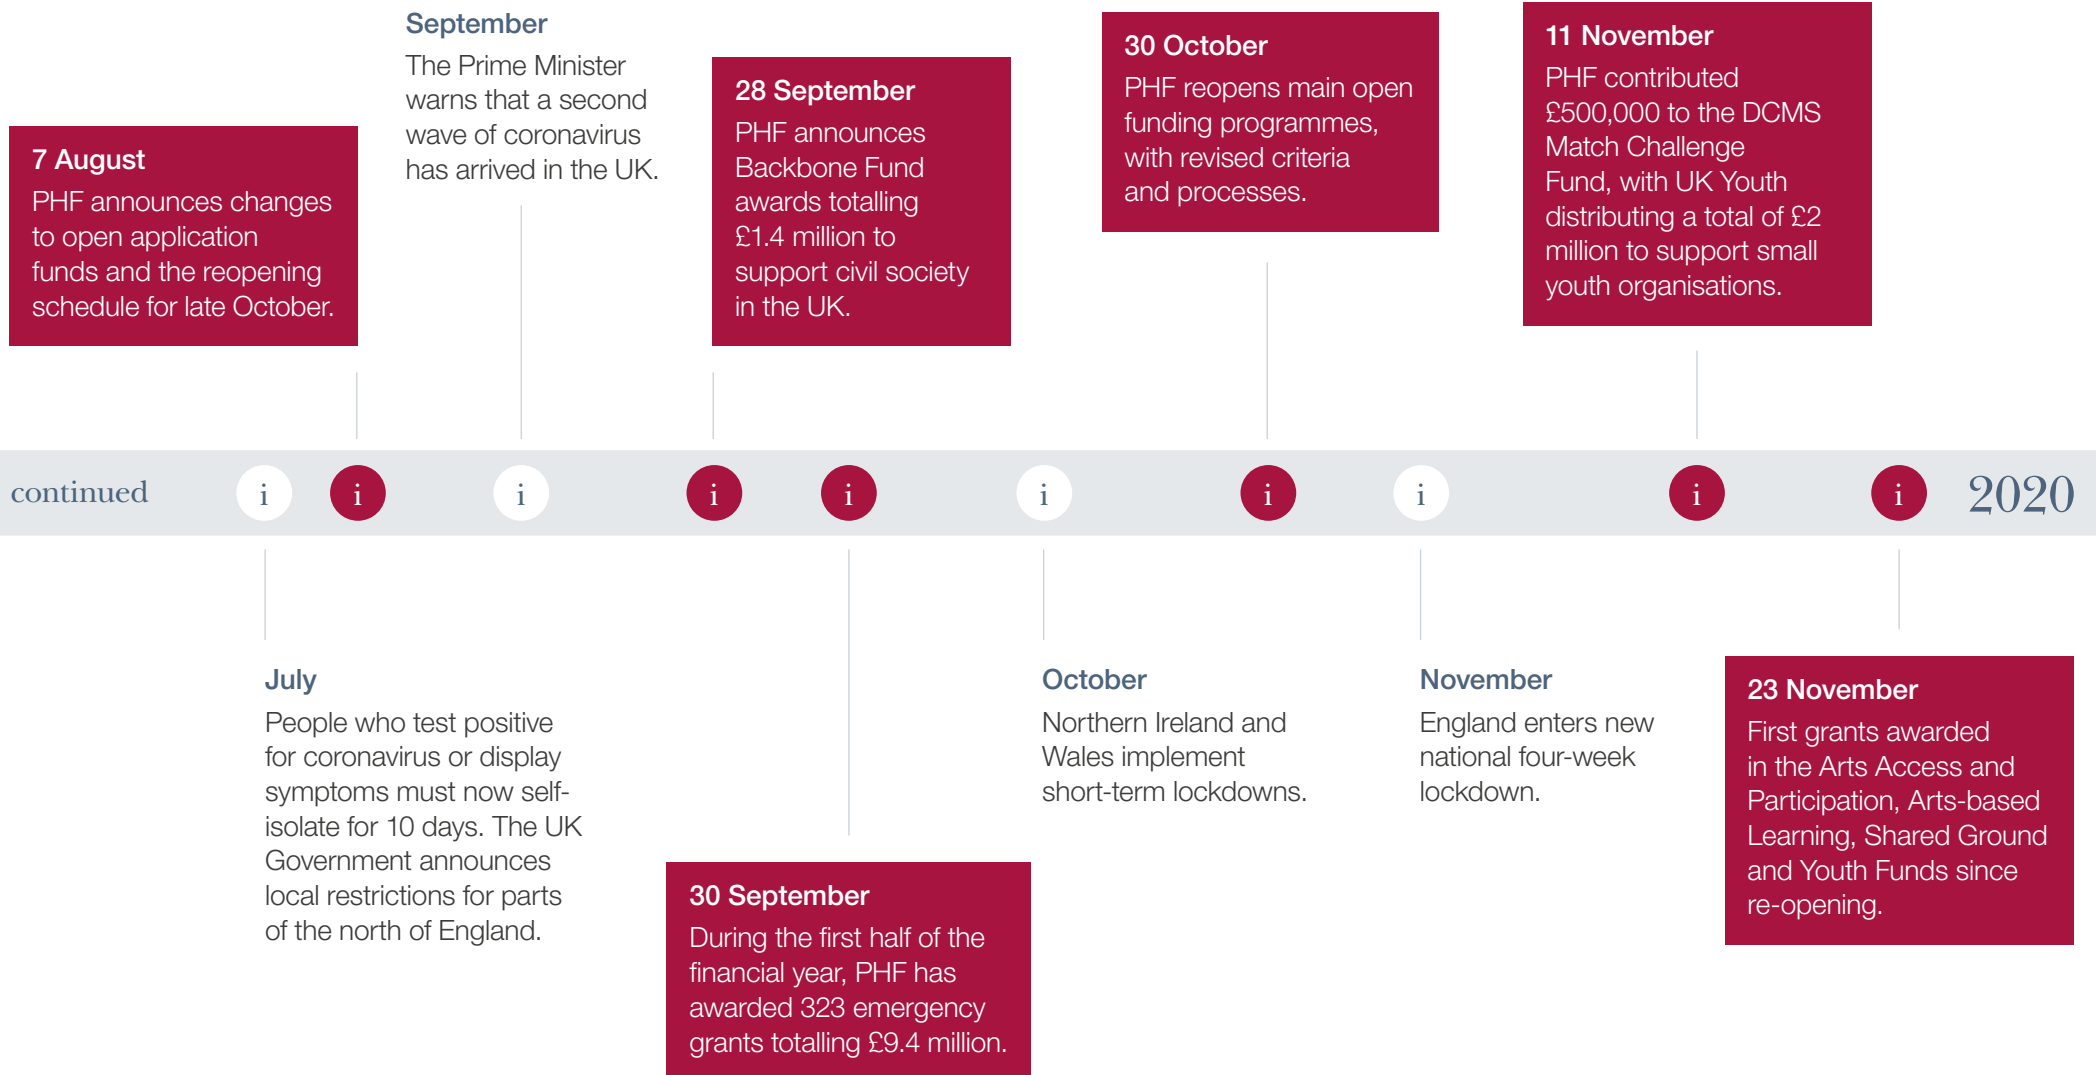 September
The Prime Minister
warns that a second
wave of coronavirus
has arrived in the UK.
30 October
PHF reopens main open
funding programmes,
with revised criteria
and processes.
11 November
PHF contributed
£500,000 to the DCMS
Match Challenge
Fund, with UK Youth
distributing a total of £2
million to support small
youth organisations.
28 September
PHF announces
Backbone Fund
awards totalling
£1.4 million to
support civil society
in the UK.
7 August
PHF announces changes
to open application
funds and the reopening
schedule for late October.
continued
i
i
i
i
i
i
i
i
i
i
2020
July
People who test positive
for coronavirus or display
symptoms must now self-
isolate for 10 days. The UK
Government announces
local restrictions for parts
of the north of England.
30 September
During the first half of the
financial year, PHF has
awarded 323 emergency
grants totalling £9.4 million.
October
Northern Ireland and
Wales implement
short-term lockdowns.
November
England enters new
national four-week
lockdown.
23 November
First grants awarded
in the Arts Access and
Participation, Arts-based
Learning, Shared Ground
and Youth Funds since
re-opening.